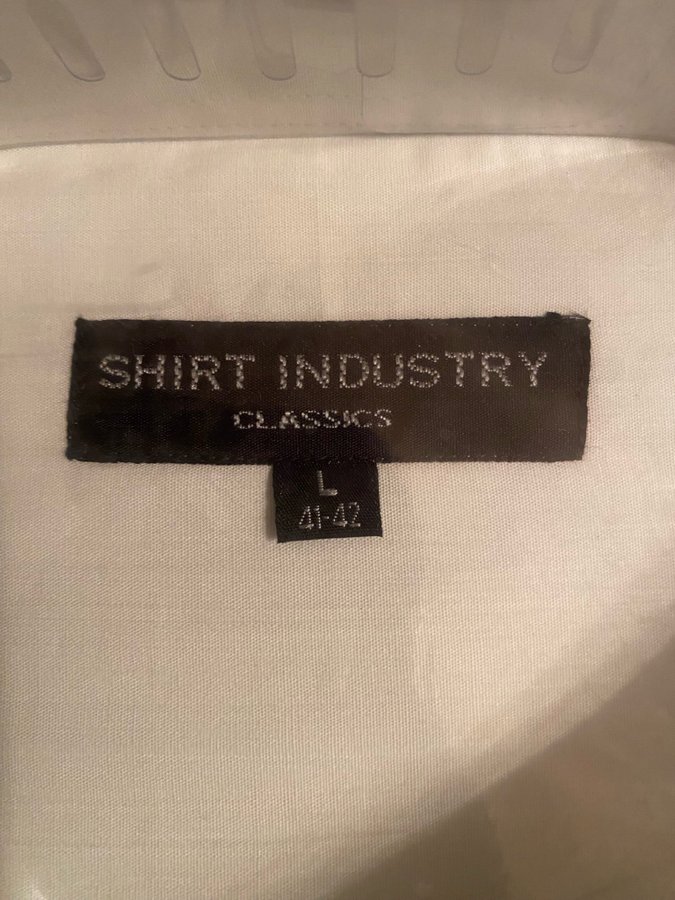 SHIRT INDUSTRY
CLASSICS
L
41-42